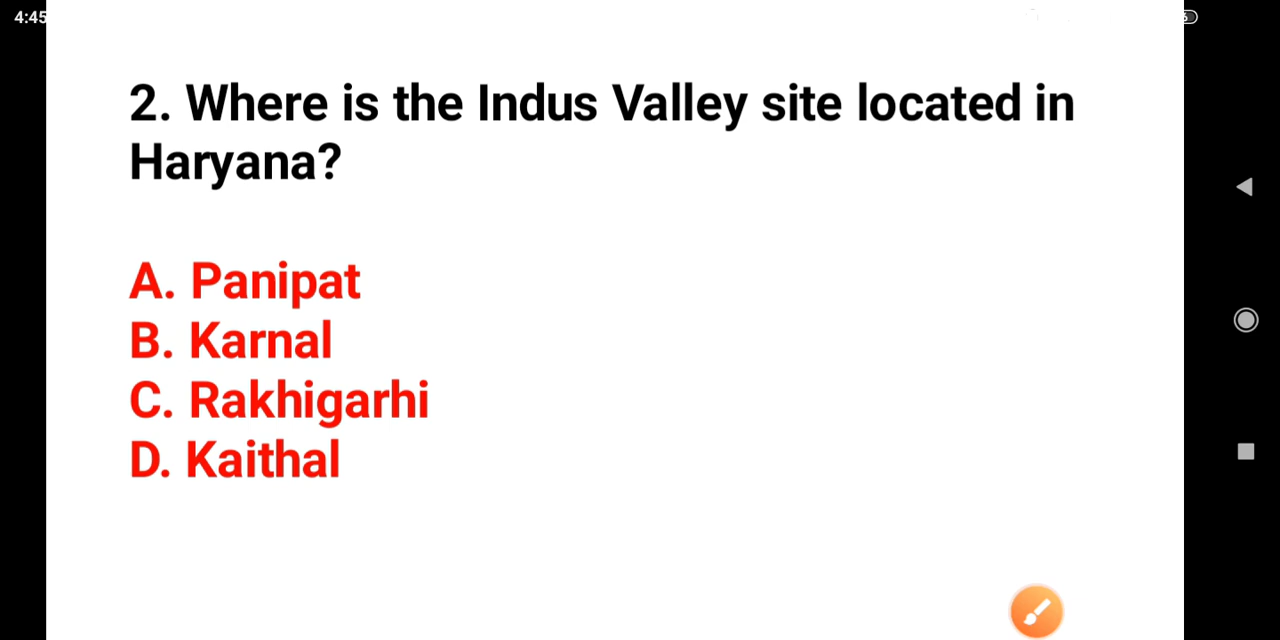 4:45
2. Where is the Indus Valley site located in
Haryana?
A. Panipat
B. Karnal
C. Rakhigarhi
D. Kaithal